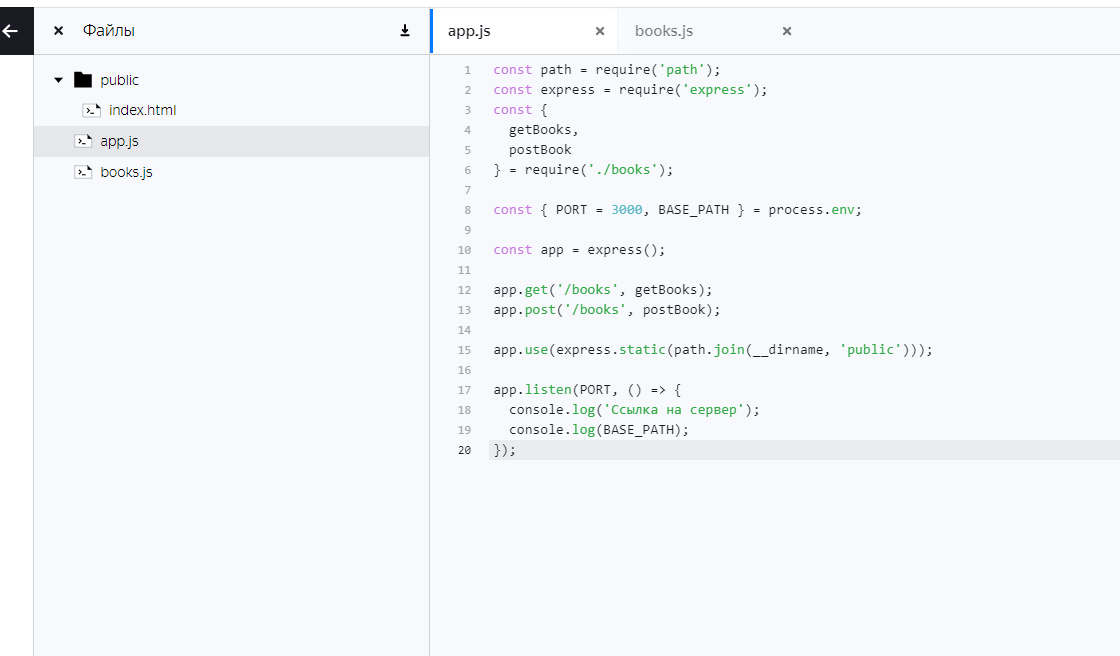 Файлы
public
index.html
app.js
books.js
app.js
books.js
1 const path = require('path');
2 const express = require('express');
3 const {
4   getBooks,
5   postBook
6 } = require('./books');
7
8 const { PORT = 3000, BASE_PATH } = process.env;
9
10 const app = express();
11
12 app.get('/books', getBooks);
13 app.post('/books', postBook);
14
15 app.use(express.static(path.join(__dirname, 'public')));
16
17 app.listen(PORT, () => {
18   console.log('Ссылка на сервер');
19   console.log(BASE_PATH);
20 });